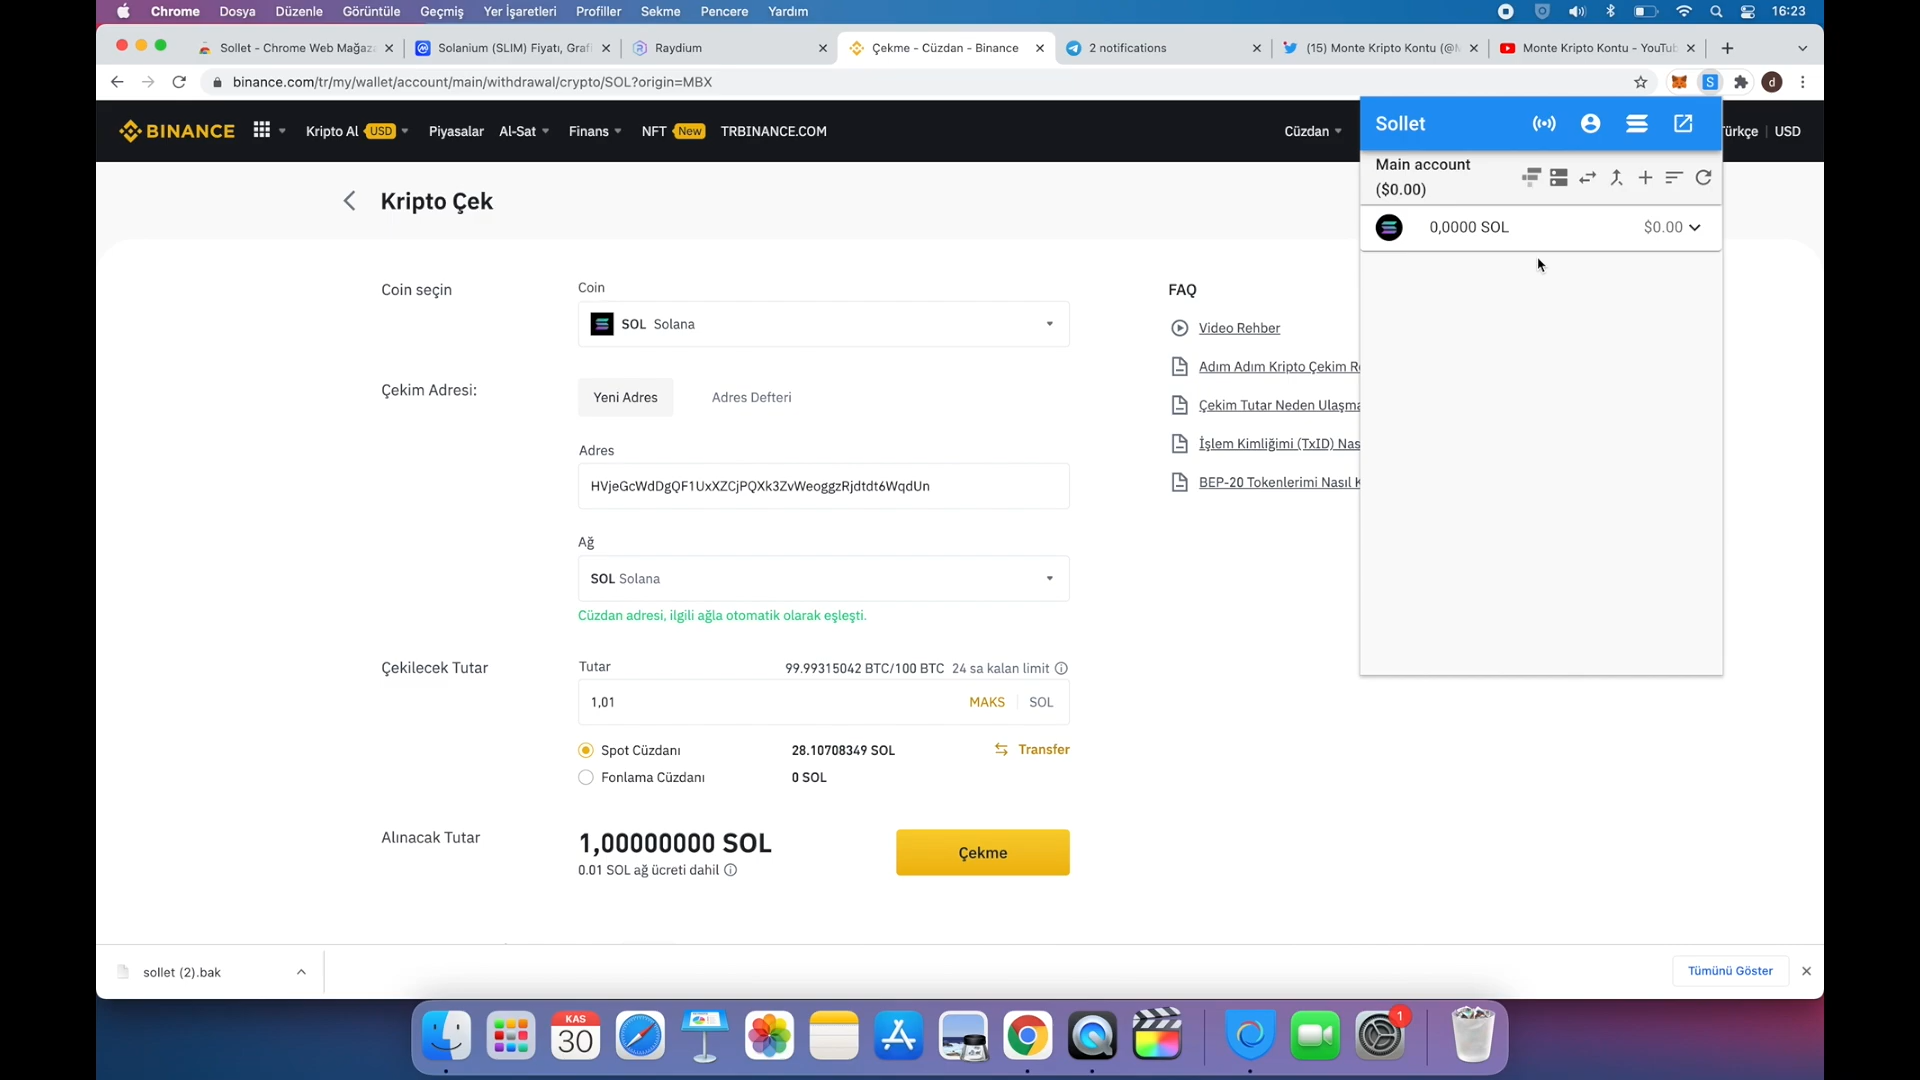 Chrome Dosya Düzenle Görüntüle Geçmiş Yer İşaretleri Profiller Sekme Pencere Yardım 16:23
Sollet - Chrome Web Mağaza Solanium (SLIM) Fiyatı, Grafi Raydium Çekme - Cüzdan - Binance 2 notifications (15) Monte Kripto Kontu (@M Monte Kripto Kontu - YouTub
binance.com/tr/my/wallet/account/main/withdrawal/crypto/SOL?origin=MBX S d
BINANCE Kripto Al USD Piyasalar Al-Sat Finans NFT New TRBINANCE.COM Cüzdan Türkçe USD
Sollet
Main account
($0.00)
0,0000 SOL $0.00
Kripto Çek
Coin seçin
Coin
SOL Solana
Çekim Adresi:
Yeni Adres Adres Defteri
Adres
HVjeGcWdDgQF1UxXZCjPQXk3ZvWeoggzRjdtdt6WqdUn
Ağ
SOL Solana
Cüzdan adresi, ilgili ağla otomatik olarak eşleşti.
Çekilecek Tutar
Tutar 99.99315042 BTC/100 BTC 24 sa kalan limit
1,01 MAKS SOL
Spot Cüzdanı 28.10708349 SOL Transfer
Fonlama Cüzdanı 0 SOL
Alınacak Tutar
1,00000000 SOL
0.01 SOL ağ ücreti dahil
Çekme
FAQ
Video Rehber
Adım Adım Kripto Çekim Re
Çekim Tutar Neden Ulaşma
İşlem Kimliğimi (TxID) Nas
BEP-20 Tokenlerimi Nasıl K
sollet (2).bak Tümünü Göster
KAS
30
1